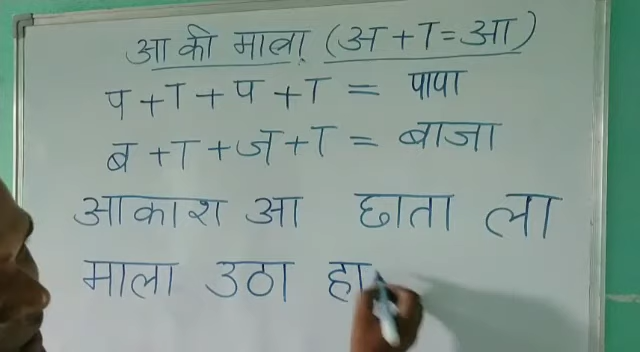 आ की मात्रा (अ + ा = आ)
प + ा + प + ा = पापा
ब + ा + ज + ा = बाजा
आकाश आ छाता ला
माला उठा हा